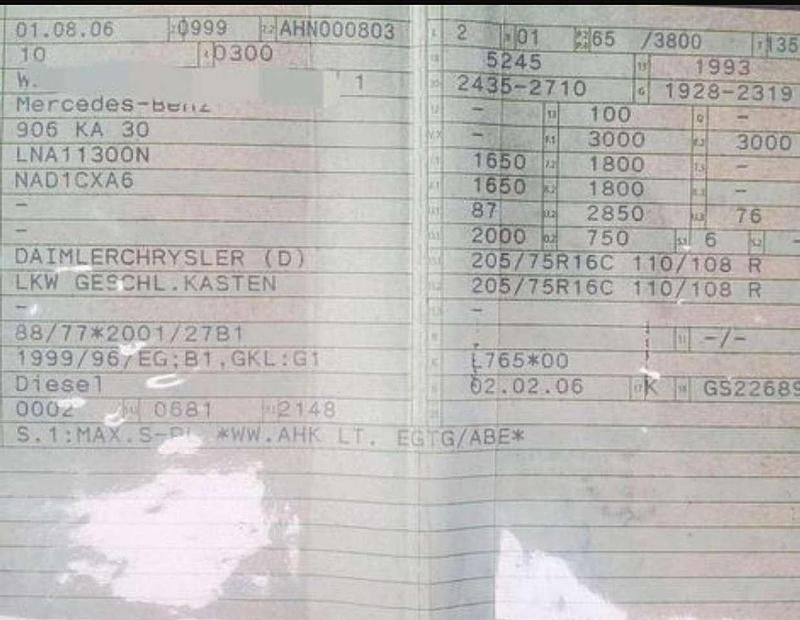 01.08.06 0999 AHN000803
10 0300
W. 1
Mercedes-Benz
906 KA 30
LNA11300N
NAD1CXA6
-
-
DAIMLERCHRYSLER (D)
LKW GESCHL.KASTEN
-
88/77*2001/27B1
1999/96/EG;B1,GKL:G1
Diesel
0002 0681 2148
S.1:MAX.S-PL *WW.AHK LT. EGTG/ABE*
2 01 65 /3800 135
5245 1993
2435-2710 1928-2319
- 100 -
- 3000 3000
1650 1800
1650 1800 -
87 2850 76
2000 750 6 -
205/75R16C 110/108 R
205/75R16C 110/108 R
-
-/-
L765*00
02.02.06 K GS22689